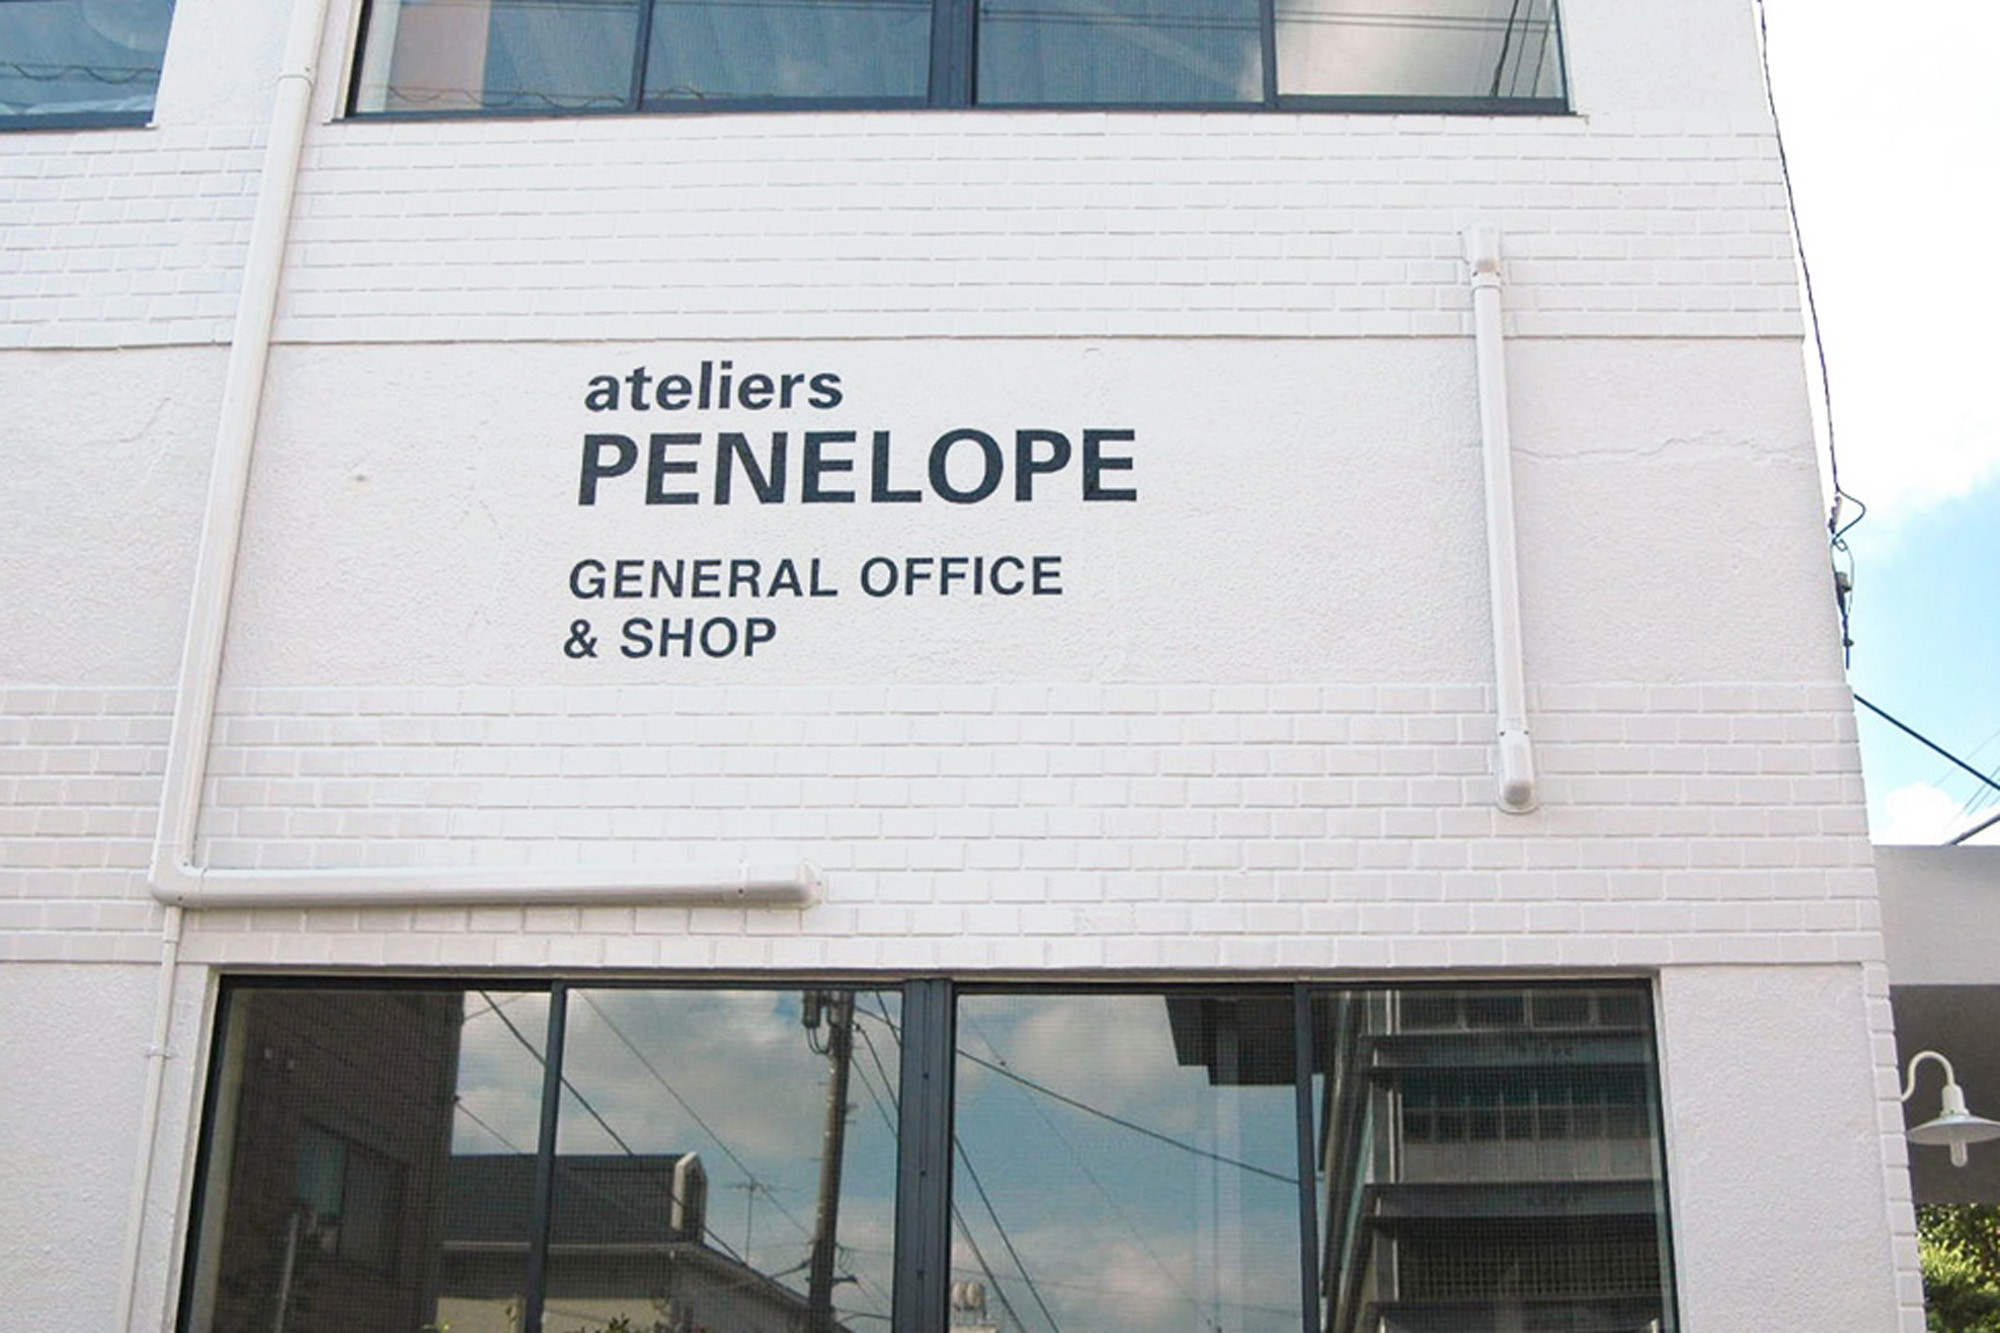 ateliers
PENELOPE
GENERAL OFFICE
& SHOP